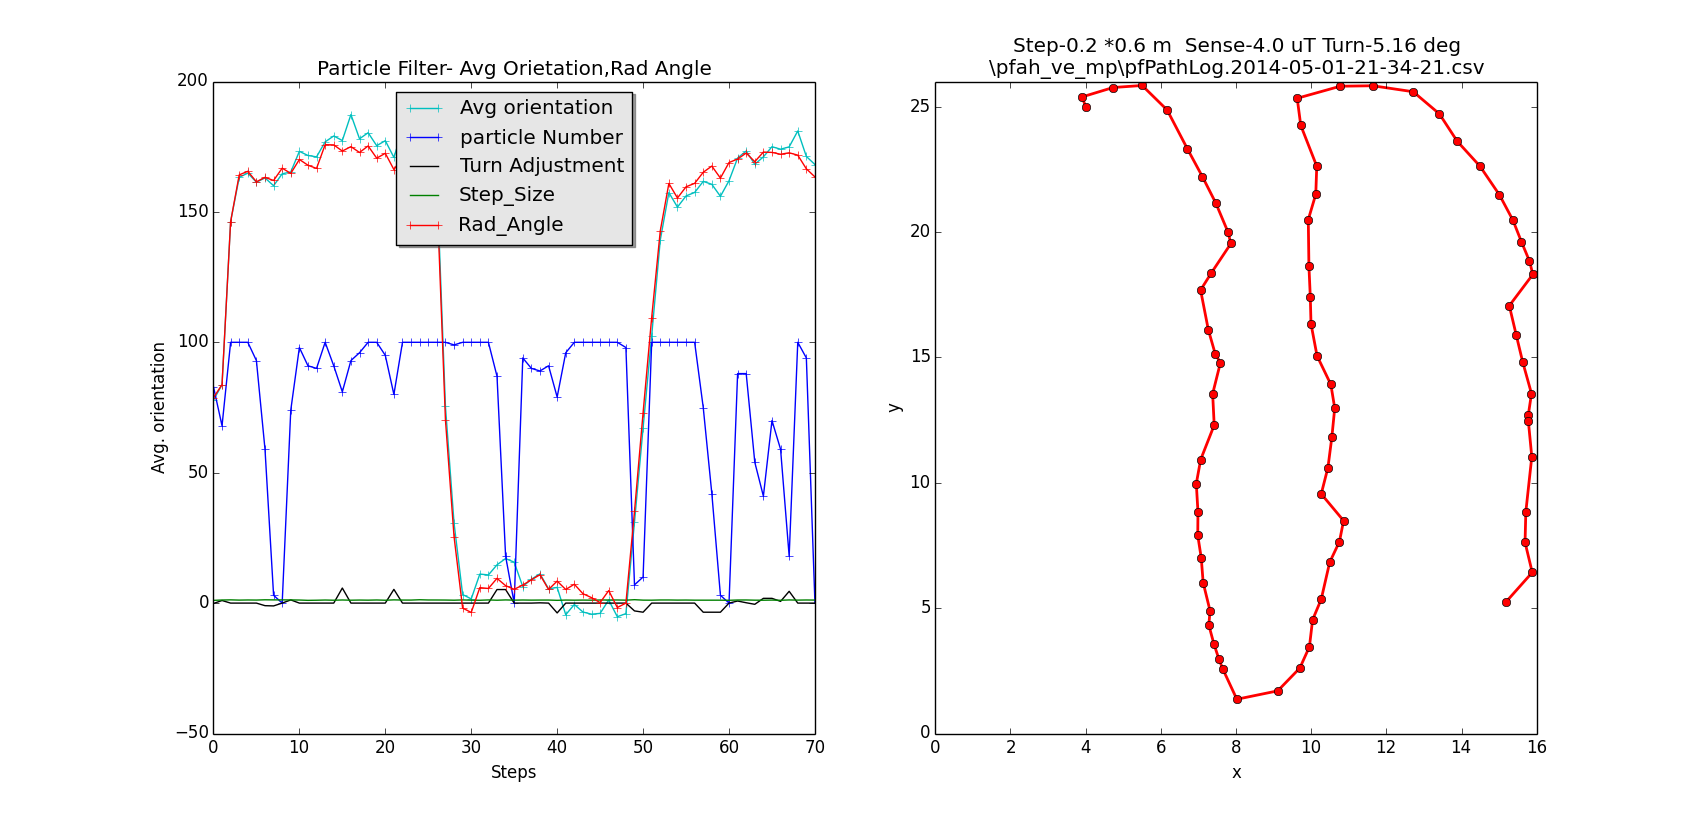 Particle Filter- Avg Orietation,Rad Angle
200
150
100
50
0
−50
Avg. orientation
Avg orientation
particle Number
Turn Adjustment
Step_Size
Rad_Angle
0 10 20 30 40 50 60 70
Steps
Step-0.2 *0.6 m  Sense-4.0 uT Turn-5.16 deg
\pfah_ve_mp\pfPathLog.2014-05-01-21-34-21.csv
25
20
15
10
5
0
y
0 2 4 6 8 10 12 14 16
x